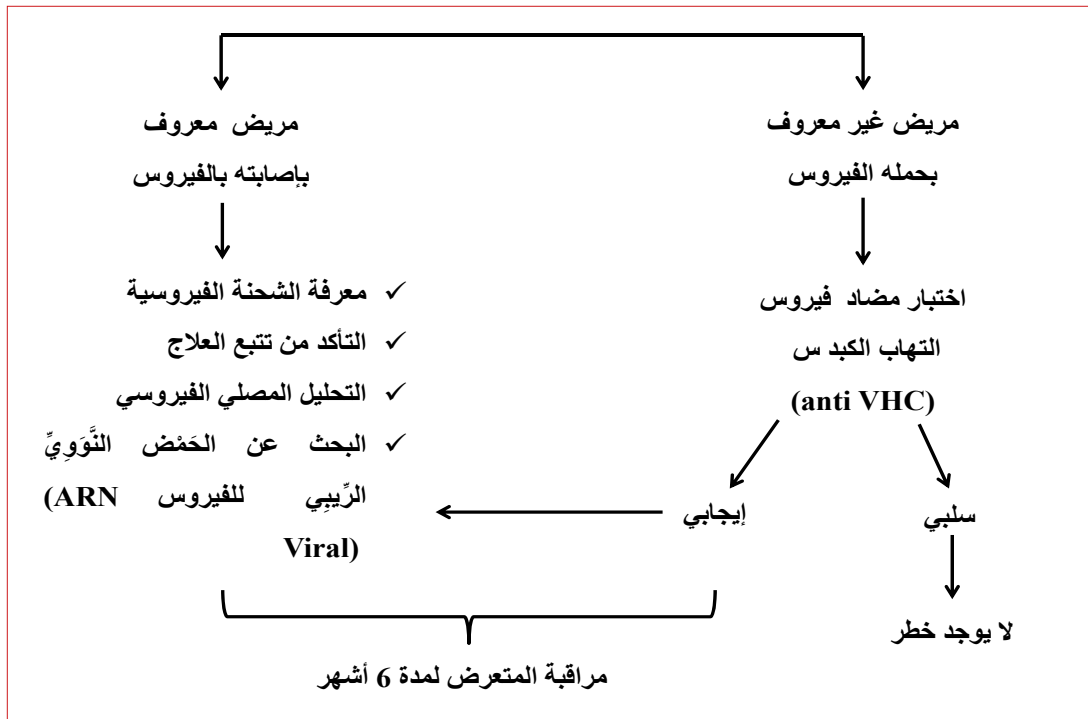 مريض غير معروف
بحمله الفيروس
اختبار مضاد فيروس
التهاب الكبد س
(anti VHC)
سلبي
لا يوجد خطر
إيجابي
مريض معروف
بإصابته بالفيروس
✓ معرفة الشحنة الفيروسية
✓ التأكد من تتبع العلاج
✓ التحليل المصلي الفيروسي
✓ البحث عن الحَمْض النَّوَوِيِّ
الرِّيبِي للفيروس (ARN
Viral)
مراقبة المتعرض لمدة 6 أشهر